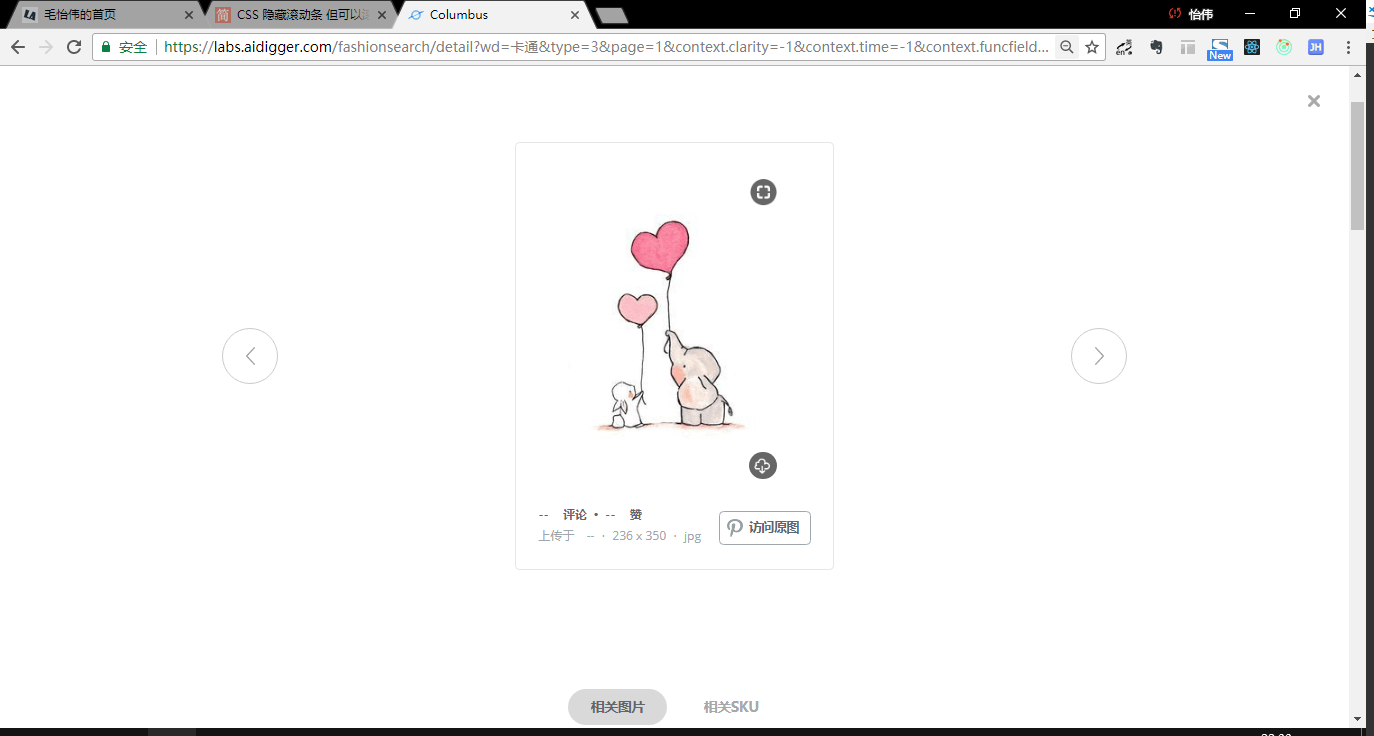 毛怡伟的首页
CSS 隐藏滚动条 但可以
Columbus
怡伟
安全
https://labs.aidigger.com/fashionsearch/detail?wd=卡通&type=3&page=1&context.clarity=-1&context.time=-1&context.funcfield...
en英
New
JH
-- 评论 · -- 赞
上传于 -- · 236 x 350 · jpg
访问原图
相关图片
相关SKU